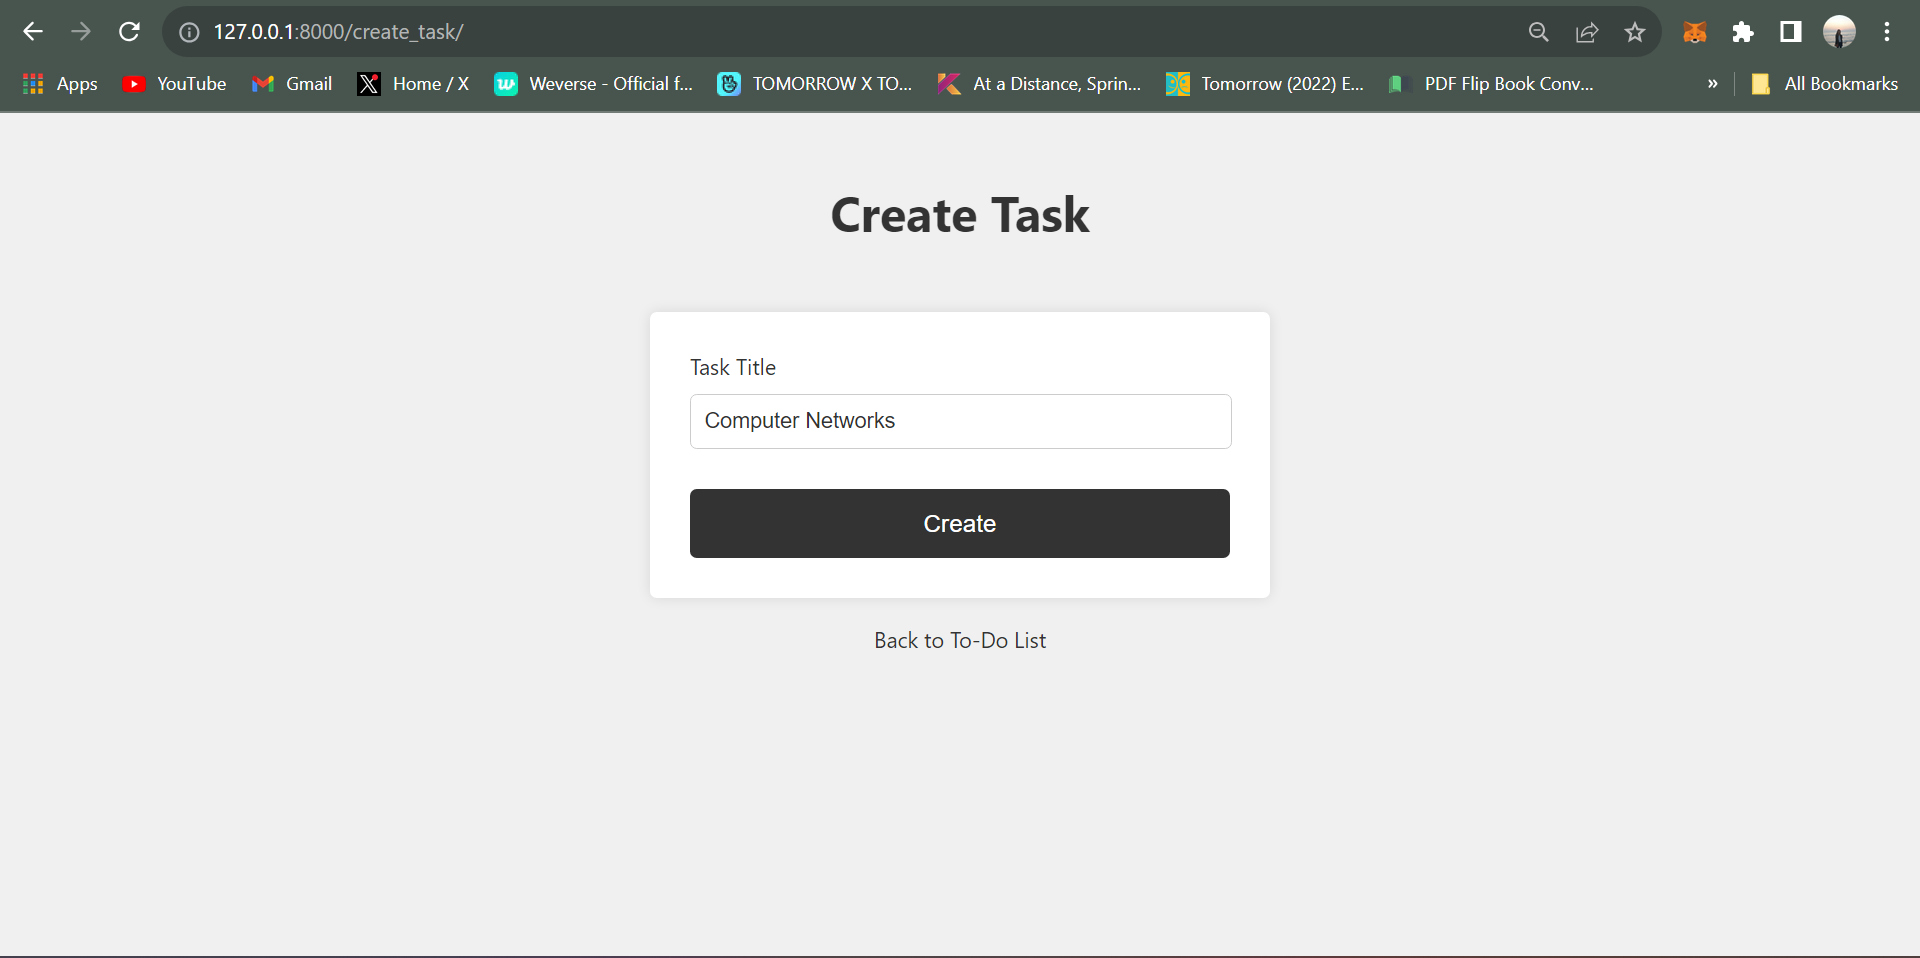 127.0.0.1:8000/create_task/
Apps YouTube Gmail Home / X Weverse - Official f... TOMORROW X TO... At a Distance, Sprin... Tomorrow (2022) E... PDF Flip Book Conv... » All Bookmarks
Create Task
Task Title
Computer Networks
Create
Back to To-Do List